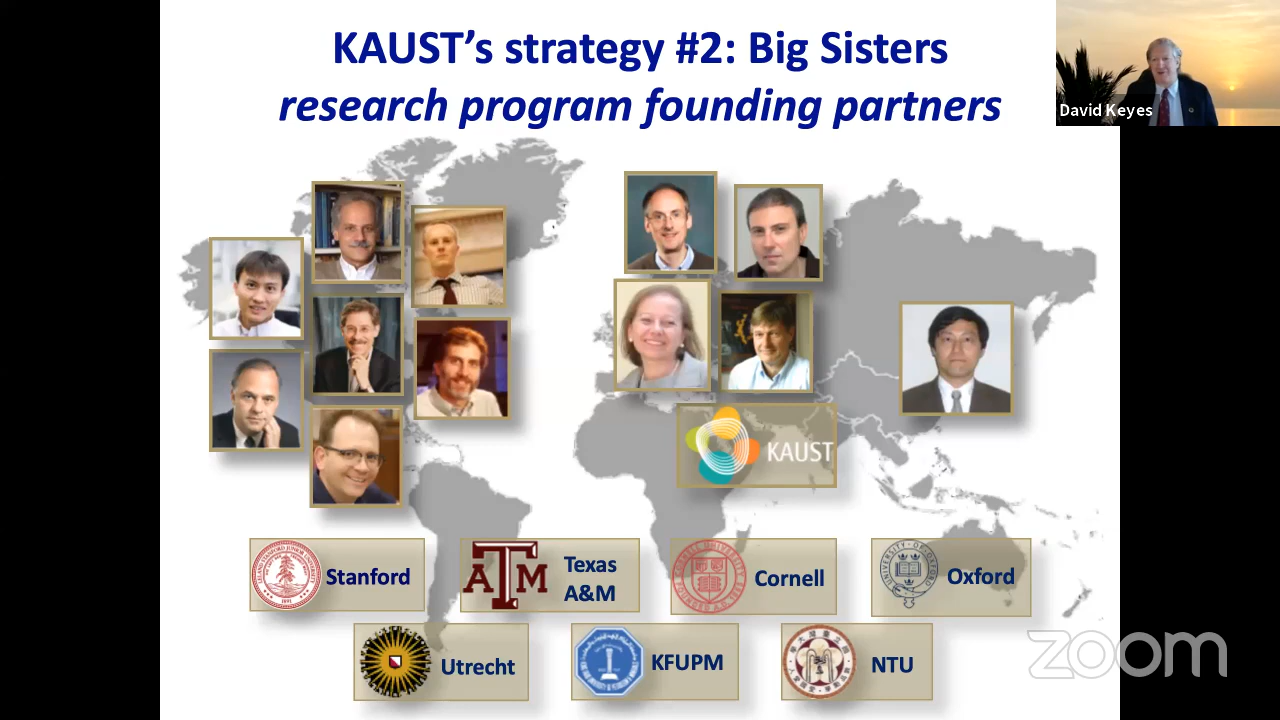 KAUST’s strategy #2: Big Sisters
research program founding partners
David Keyes
KAUST
Stanford
Texas
A&M
ATM
Cornell
Oxford
Utrecht
KFUPM
NTU
zoom